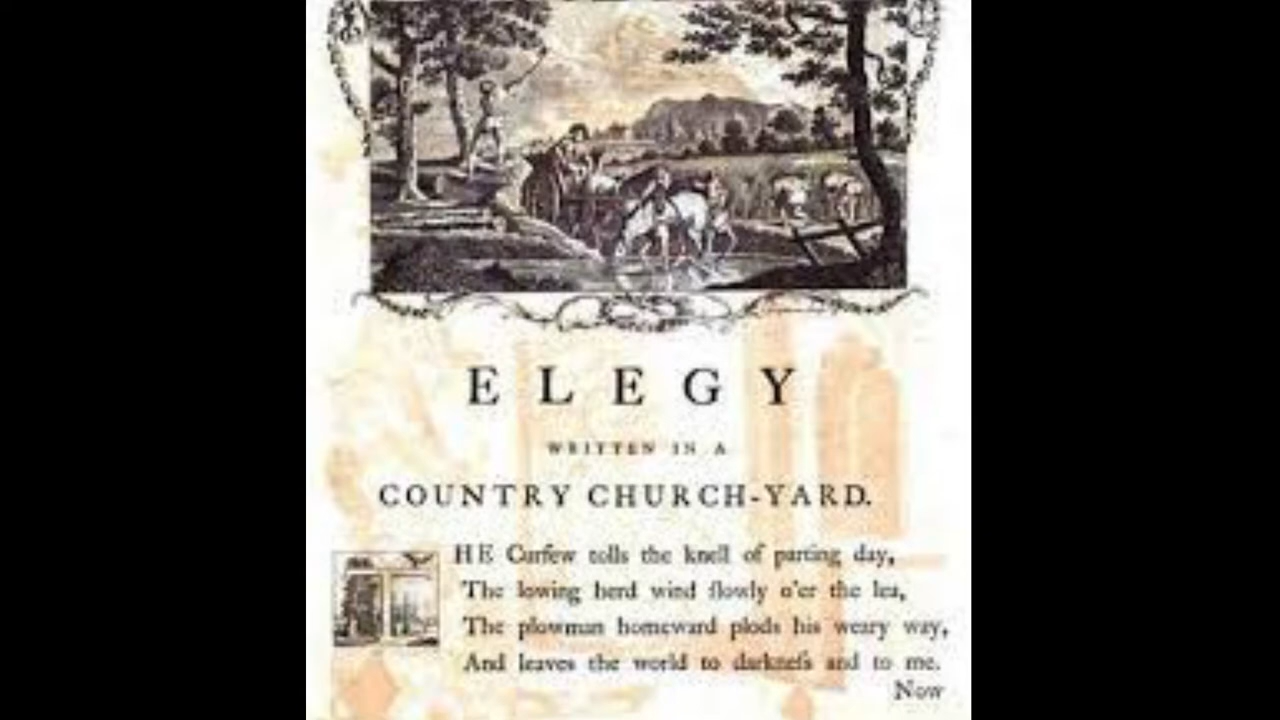 ELEGY
WRITTEN IN A
COUNTRY CHURCH-YARD.
THE Curfew tolls the knell of parting day,
The lowing herd wind ſlowly o'er the lea,
The plowman homeward plods his weary way,
And leaves the world to darkneſs and to me.
Now